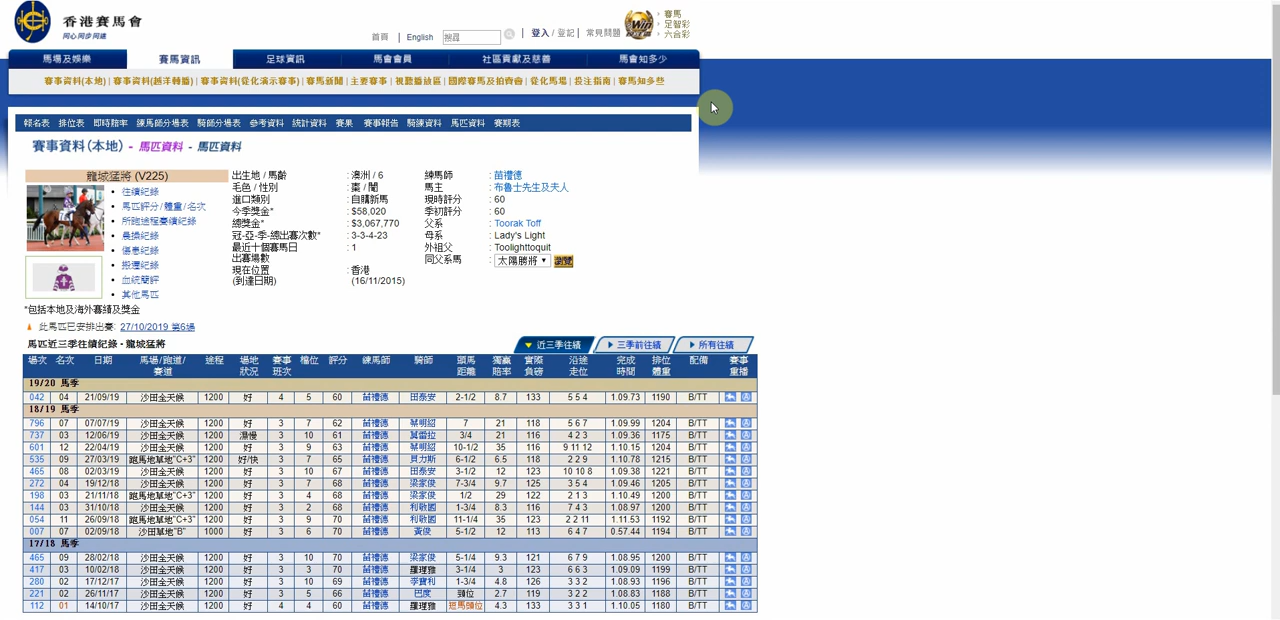 香港賽馬會
同心同步同進
首頁 | English 搜尋 | 登入 / 登記 | 常見問題
賽馬
足智彩
六合彩
馬場及娛樂 賽馬資訊 足球資訊 馬會會員 社區貢獻及慈善 馬會知多少
賽事資料(本地) | 賽事資料(越洋轉播) | 賽事資料(從化演示賽事) | 賽馬新聞 | 主要賽事 | 視聽播放區 | 國際賽馬及拍賣會 | 從化馬場 | 投注指南 | 賽馬知多些
報名表 排位表 即時賠率 練馬師分場表 騎師分場表 參考資料 統計資料 賽果 賽事報告 騎練資料 馬匹資料 賽期表
賽事資料(本地) - 馬匹資料 - 馬匹資料
龍城猛將 (V225)
往績紀錄
馬匹評分/體重/名次
所跑途程賽績紀錄
晨操紀錄
傷患紀錄
搬遷紀錄
血統簡評
其他馬匹
出生地 / 馬齡 : 澳洲 / 6 練馬師 : 苗禮德
毛色 / 性別 : 棗 / 閹 馬主 : 布魯士先生及夫人
進口類別 : 自購新馬 現時評分 : 60
今季獎金* : $58,020 季初評分 : 60
總獎金* : $3,067,770 父系 : Toorak Toff
冠-亞-季-總出賽次數* : 3-3-4-23 母系 : Lady's Light
最近十個賽馬日 : 1 外祖父 : Toolighttoquit
出賽場數 同父系馬 : 太陽勝將 瀏覽
現在位置 : 香港
(到達日期) (16/11/2015)
*包括本地及海外賽績及獎金
此馬匹已安排出賽: 27/10/2019 第6場
馬匹近三季往績紀錄 - 龍城猛將 近三季往績 三季前往績 所有往績
場次 名次 日期 馬場/跑道/賽道 途程 場地狀況 賽事班次 檔位 評分 練馬師 騎師 頭馬距離 獨贏賠率 實際負磅 沿途走位 完成時間 排位體重 配備 賽事重播
19/20 馬季
042 04 21/09/19 沙田全天候 1200 好 4 5 60 苗禮德 田泰安 2-1/2 8.7 133 5 5 4 1.09.73 1190 B/TT
18/19 馬季
796 07 07/07/19 沙田全天候 1200 好 3 7 62 苗禮德 蔡明紹 7 21 118 5 6 7 1.09.99 1204 B/TT
737 03 12/06/19 沙田全天候 1200 濕慢 3 10 61 苗禮德 莫雷拉 3/4 21 116 4 2 3 1.09.36 1175 B/TT
601 12 22/04/19 沙田全天候 1200 好 3 9 63 苗禮德 蔡明紹 10-1/2 35 116 9 11 12 1.10.15 1204 B/TT
535 09 27/03/19 跑馬地草地"C+3" 1200 好/快 3 7 65 苗禮德 貝力斯 6-1/2 6.5 118 2 2 9 1.10.78 1215 B/TT
465 08 02/03/19 沙田全天候 1200 好 3 10 67 苗禮德 田泰安 3-1/2 12 123 10 10 8 1.09.38 1221 B/TT
272 04 19/12/18 沙田全天候 1200 好 3 7 68 苗禮德 梁家俊 7-3/4 9.7 125 3 5 4 1.09.46 1205 B/TT
198 03 21/11/18 跑馬地草地"C+3" 1200 好 3 4 68 苗禮德 梁家俊 1/2 29 122 2 1 3 1.10.49 1200 B/TT
144 03 31/10/18 沙田全天候 1200 好 3 2 68 苗禮德 利敬國 1-3/4 8.3 116 7 4 3 1.08.97 1200 B/TT
054 11 26/09/18 跑馬地草地"C+3" 1200 好 3 9 70 苗禮德 利敬國 11-1/4 35 123 2 2 11 1.11.53 1192 B/TT
007 07 02/09/18 沙田草地"B" 1000 好 3 6 70 苗禮德 黃俊 5-1/2 12 113 6 4 7 0.57.44 1194 B/TT
17/18 馬季
465 09 28/02/18 沙田全天候 1200 好 3 10 70 苗禮德 梁家俊 5-1/4 9.3 121 6 7 9 1.08.95 1200 B/TT
417 03 10/02/18 沙田全天候 1200 好 3 3 70 苗禮德 羅理雅 3-1/4 3 123 6 6 3 1.09.09 1199 B/TT
280 02 17/12/17 沙田全天候 1200 好 3 10 69 苗禮德 李寶利 1-3/4 4.8 126 3 3 2 1.08.93 1196 B/TT
221 02 26/11/17 沙田全天候 1200 好 3 5 66 苗禮德 巴度 頭位 2.7 119 3 2 2 1.08.83 1188 B/TT
112 01 14/10/17 沙田全天候 1200 好 4 4 60 苗禮德 羅理雅 短馬頭位 4.3 133 3 3 1 1.10.05 1180 B/TT